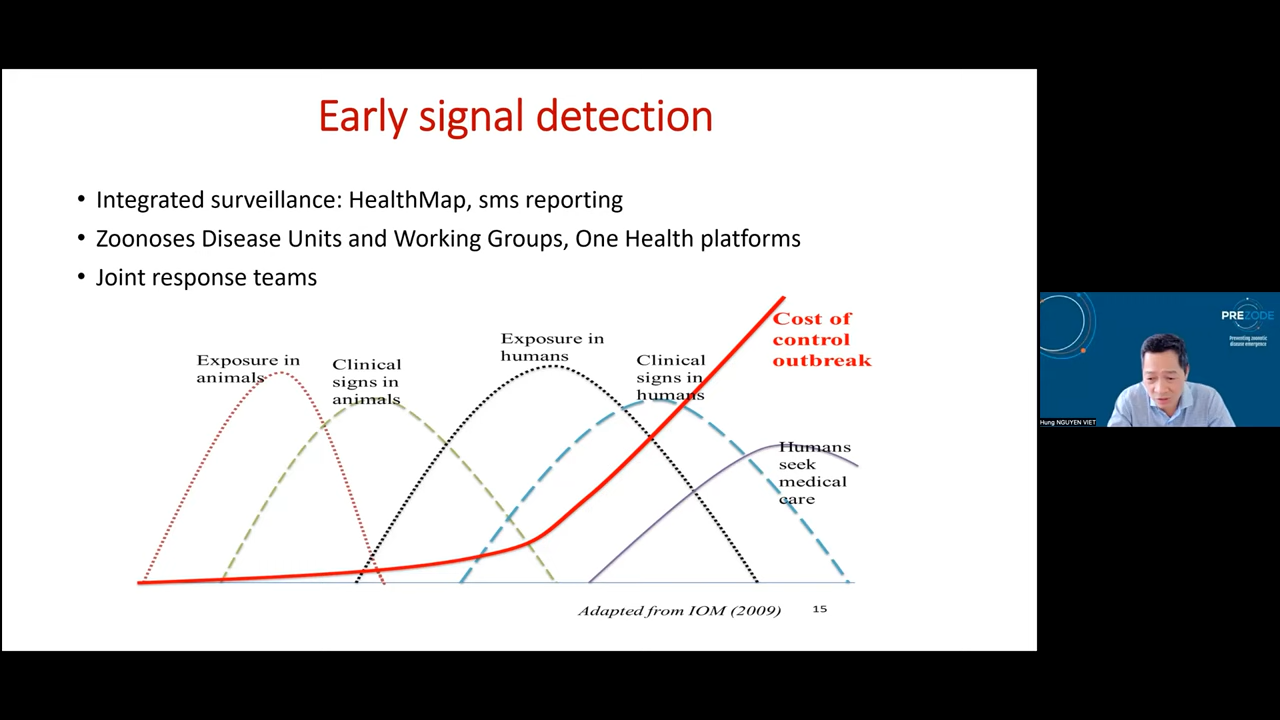 Early signal detection
• Integrated surveillance: HealthMap, sms reporting
• Zoonoses Disease Units and Working Groups, One Health platforms
• Joint response teams
Exposure in
animals
Clinical
signs in
animals
Exposure in
humans
Clinical
signs in
humans
Cost of
control
outbreak
Humans
seek
medical
care
Adapted from IOM (2009)
15
PREZODE
Preventing zoonotic
disease emergence
Hung NGUYEN VIET